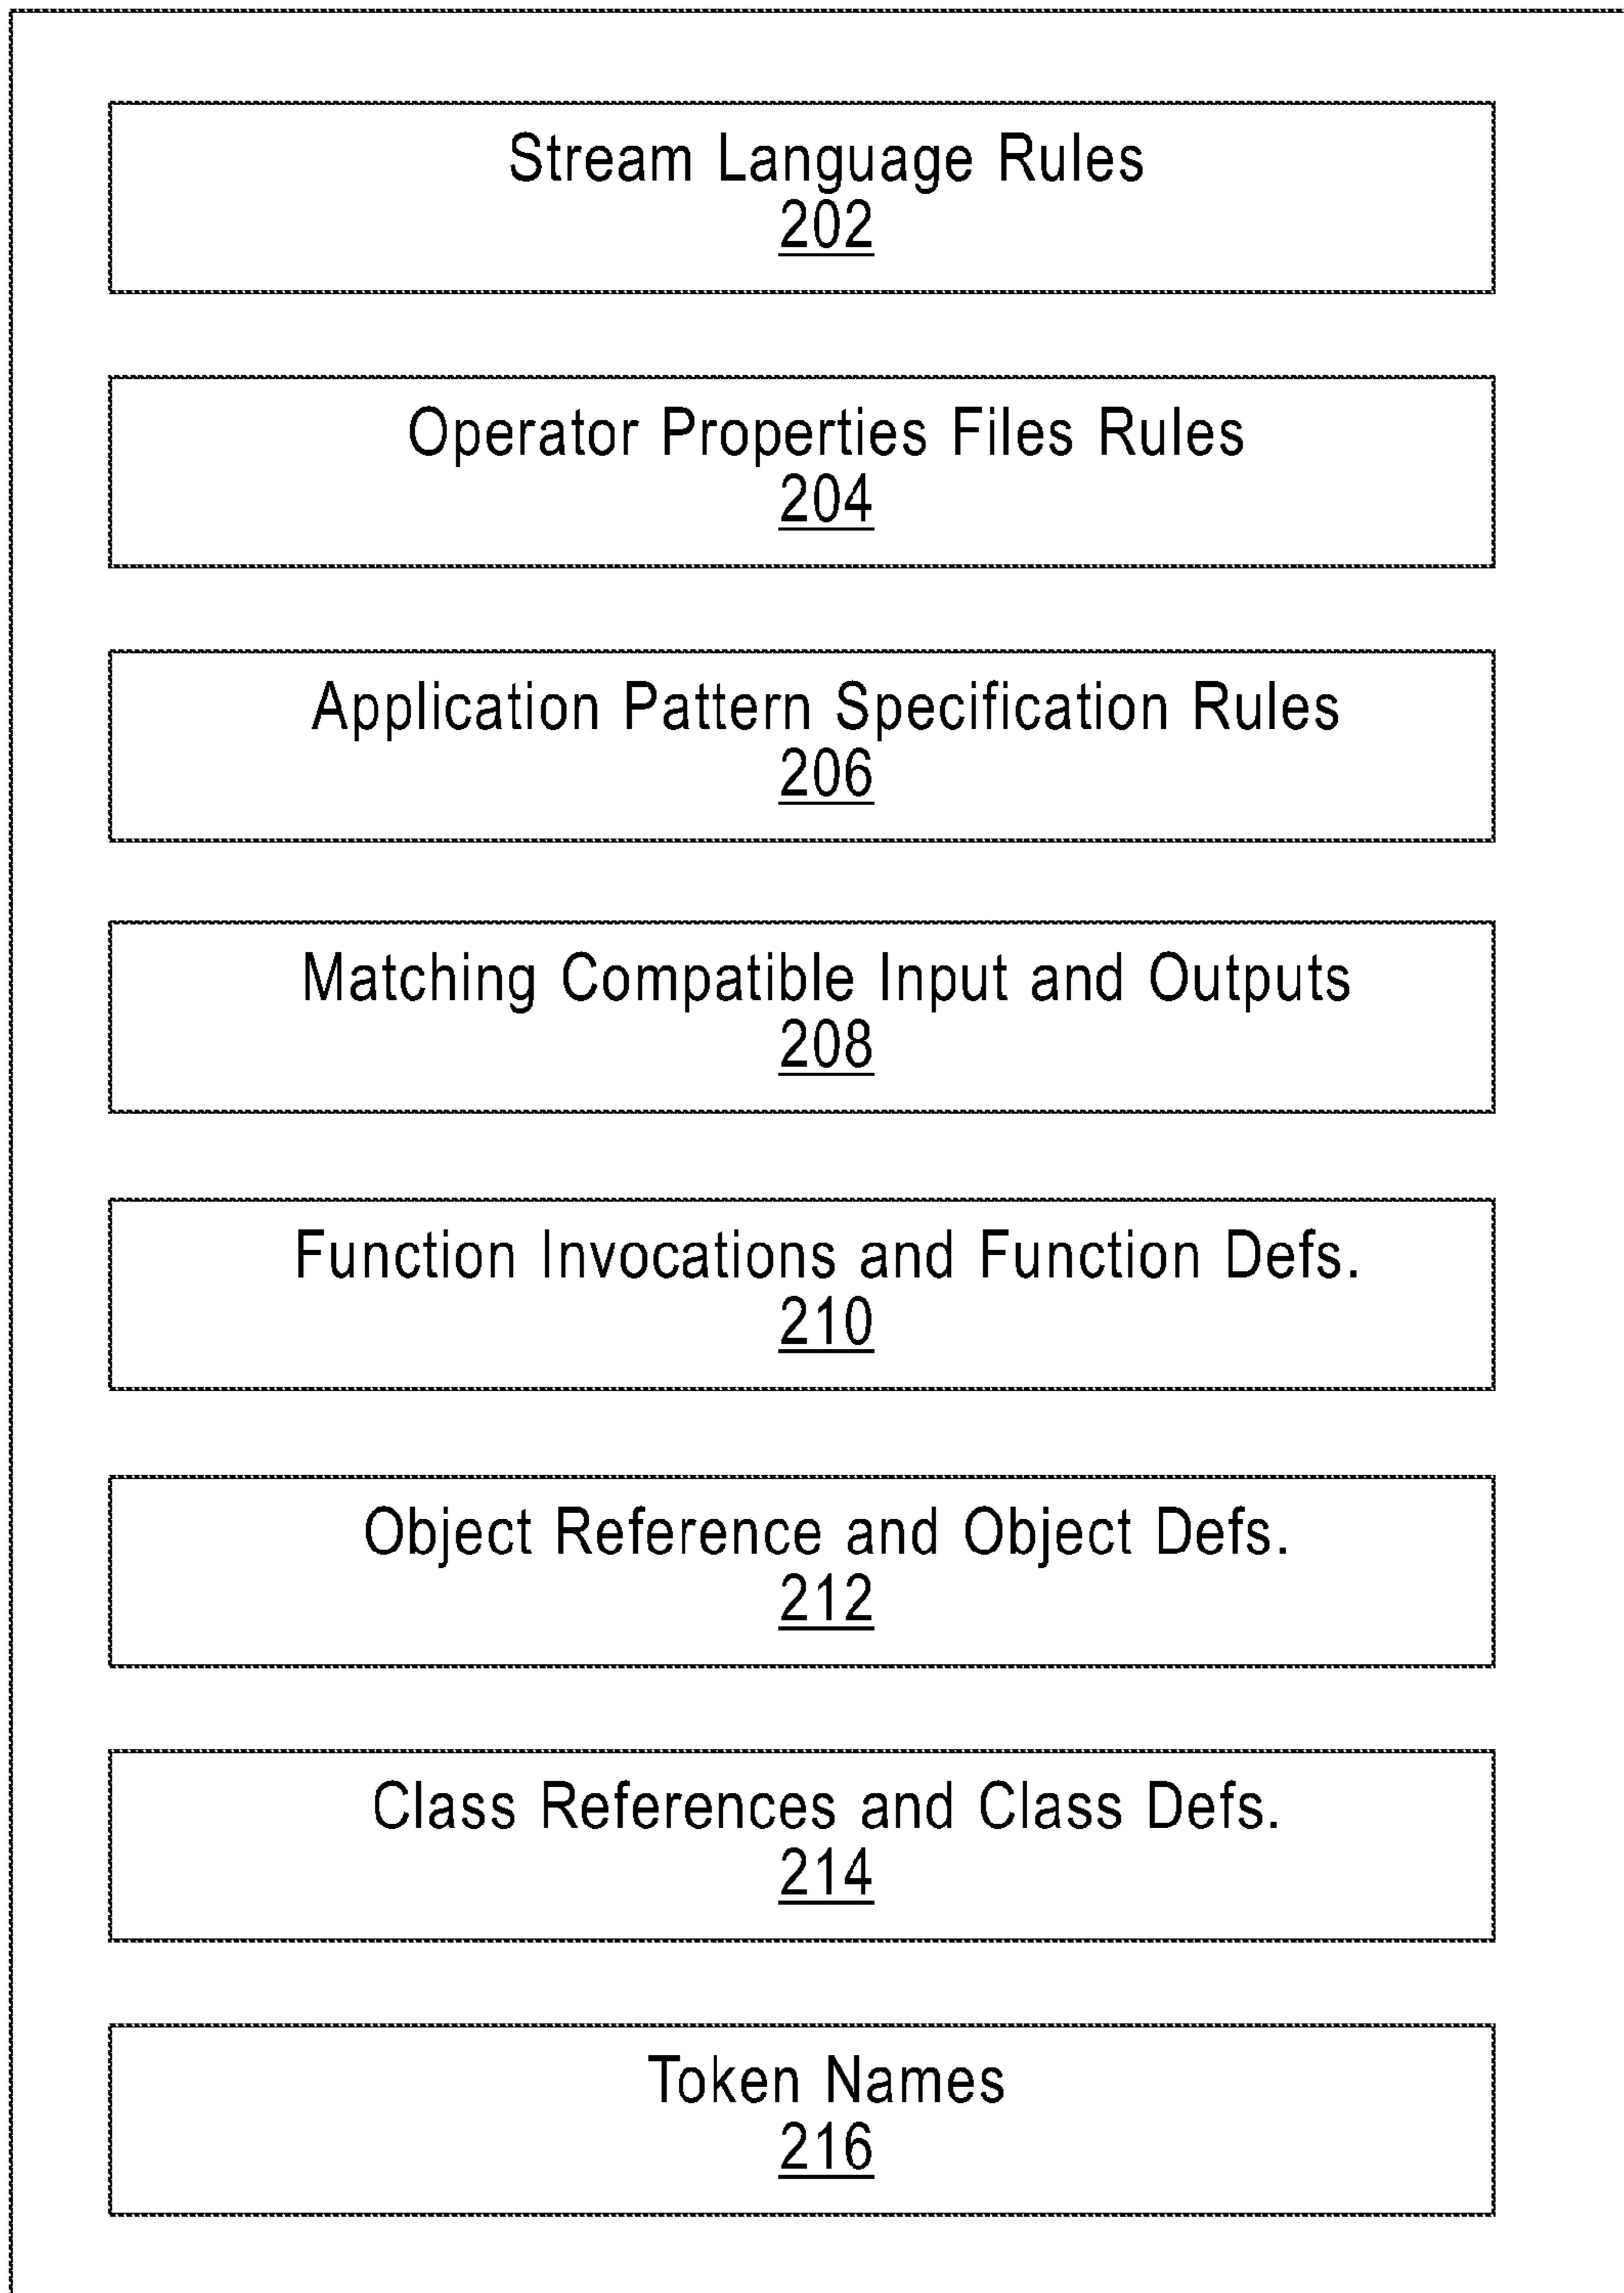 Stream Language Rules
202
Operator Properties Files Rules
204
Application Pattern Specification Rules
206
Matching Compatible Input and Outputs
208
Function Invocations and Function Defs.
210
Object Reference and Object Defs.
212
Class References and Class Defs.
214
Token Names
216